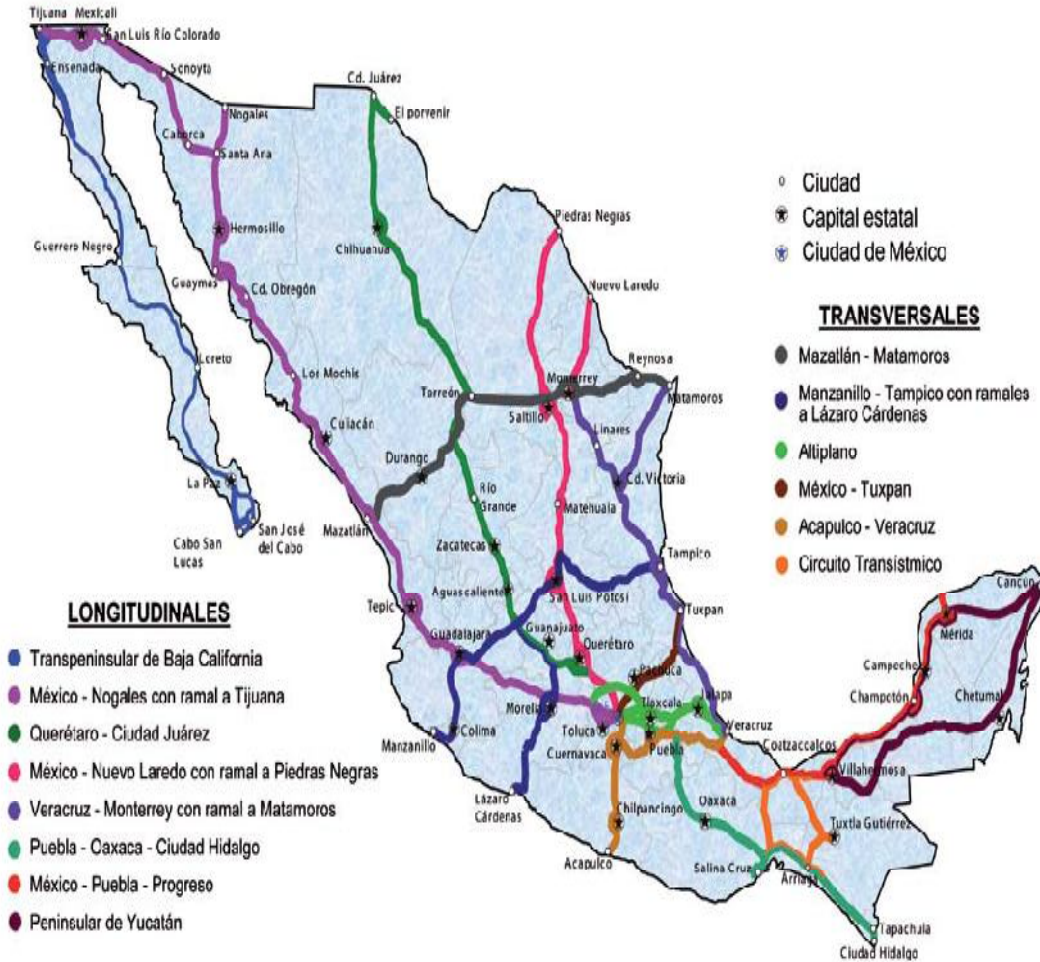 Tijuana Mexicali
San Luis Río Colorado
Ensenada
Sonoyta
Nogales
Caborca
Santa Ana
Hermosillo
Guerrero Negro
Guaymas
Cd. Obregón
Loreto
Los Mochis
Culiacán
La Paz
Cabo San
Lucas
San José
del Cabo
Cd. Juárez
El porvenir
Chihuahua
Piedras Negras
Nuevo Laredo
Reynosa
Monterrey
Matamoros
Torreón
Saltillo
Linares
Durango
Cd. Victoria
Río
Grande
Matehuala
Mazatlán
Zacatecas
Tampico
Aguascalientes
San Luis Potosí
Tepic
Guadalajara
Guanajuato
Querétaro
Tuxpan
Pachuca
Morelia
Tlaxcala
Jalapa
Manzanillo
Colima
Toluca
Veracruz
Cuernavaca
Puebla
Lázaro
Cárdenas
Chilpancingo
Oaxaca
Acapulco
Salina Cruz
Coatzacalcos
Villahermosa
Tuxtla Gutiérrez
Arriaga
Tapachula
Ciudad Hidalgo
Cancún
Mérida
Campeche
Champotón
Chetumal
Ciudad
Capital estatal
Ciudad de México
TRANSVERSALES
Mazatlán - Matamoros
Manzanillo - Tampico con ramales
a Lázaro Cárdenas
Altiplano
México - Tuxpan
Acapulco - Veracruz
Circuito Transístmico
LONGITUDINALES
Transpeninsular de Baja California
México - Nogales con ramal a Tijuana
Querétaro - Ciudad Juárez
México - Nuevo Laredo con ramal a Piedras Negras
Veracruz - Monterrey con ramal a Matamoros
Puebla - Oaxaca - Ciudad Hidalgo
México - Puebla - Progreso
Peninsular de Yucatán